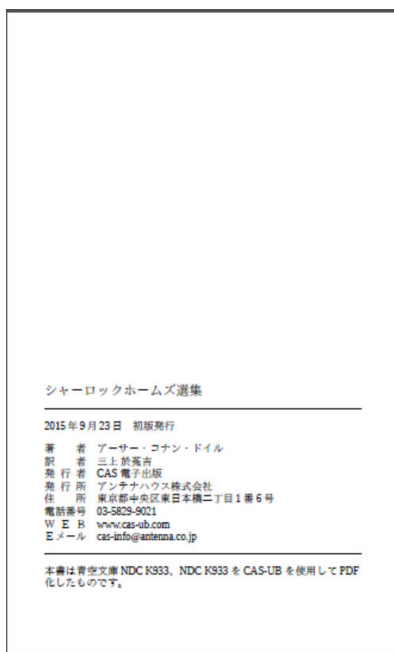 シャーロックホームズ選集
2015年9月23日　初版発行
著者　アーサー・コナン・ドイル
訳者　三上於菟吉
発行者　CAS 電子出版
発行所　アンテナハウス株式会社
住所　東京都中央区東日本橋二丁目1番6号
電話番号　03-5829-9021
WEB　www.cas-ub.com
Eメール　cas-info@antenna.co.jp
本書は青空文庫 NDC K933、NDC K933 を CAS-UB を使用して PDF
化したものです。